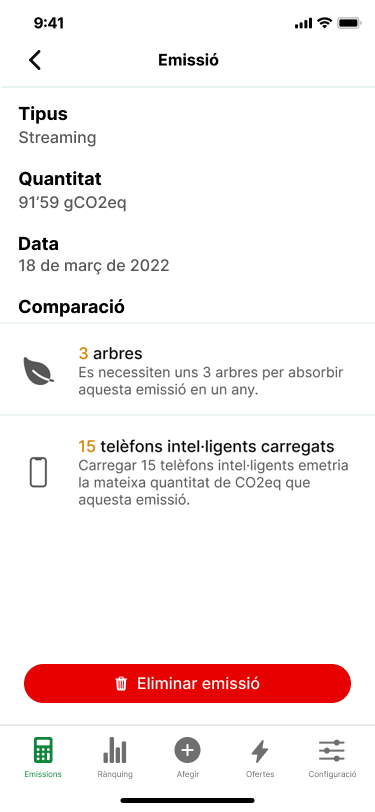 9:41
Emissió
Tipus
Streaming
Quantitat
91'59 gCO2eq
Data
18 de març de 2022
Comparació
3 arbres
Es necessiten uns 3 arbres per absorbir
aquesta emissió en un any.
15 telèfons intel·ligents carregats
Carregar 15 telèfons intel·ligents emetria
la mateixa quantitat de CO2eq que
aquesta emissió.
Eliminar emissió
Emissions Rànquing Afegir Ofertes Configuració